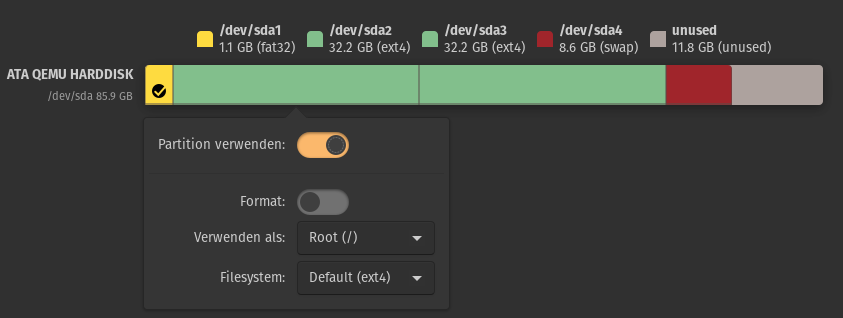 /dev/sda1
1.1 GB (fat32)
/dev/sda2
32.2 GB (ext4)
/dev/sda3
32.2 GB (ext4)
/dev/sda4
8.6 GB (swap)
unused
11.8 GB (unused)
ATA QEMU HARDDISK
/dev/sda 85.9 GB
Partition verwenden:
Format:
Verwenden als: Root (/)
Filesystem: Default (ext4)